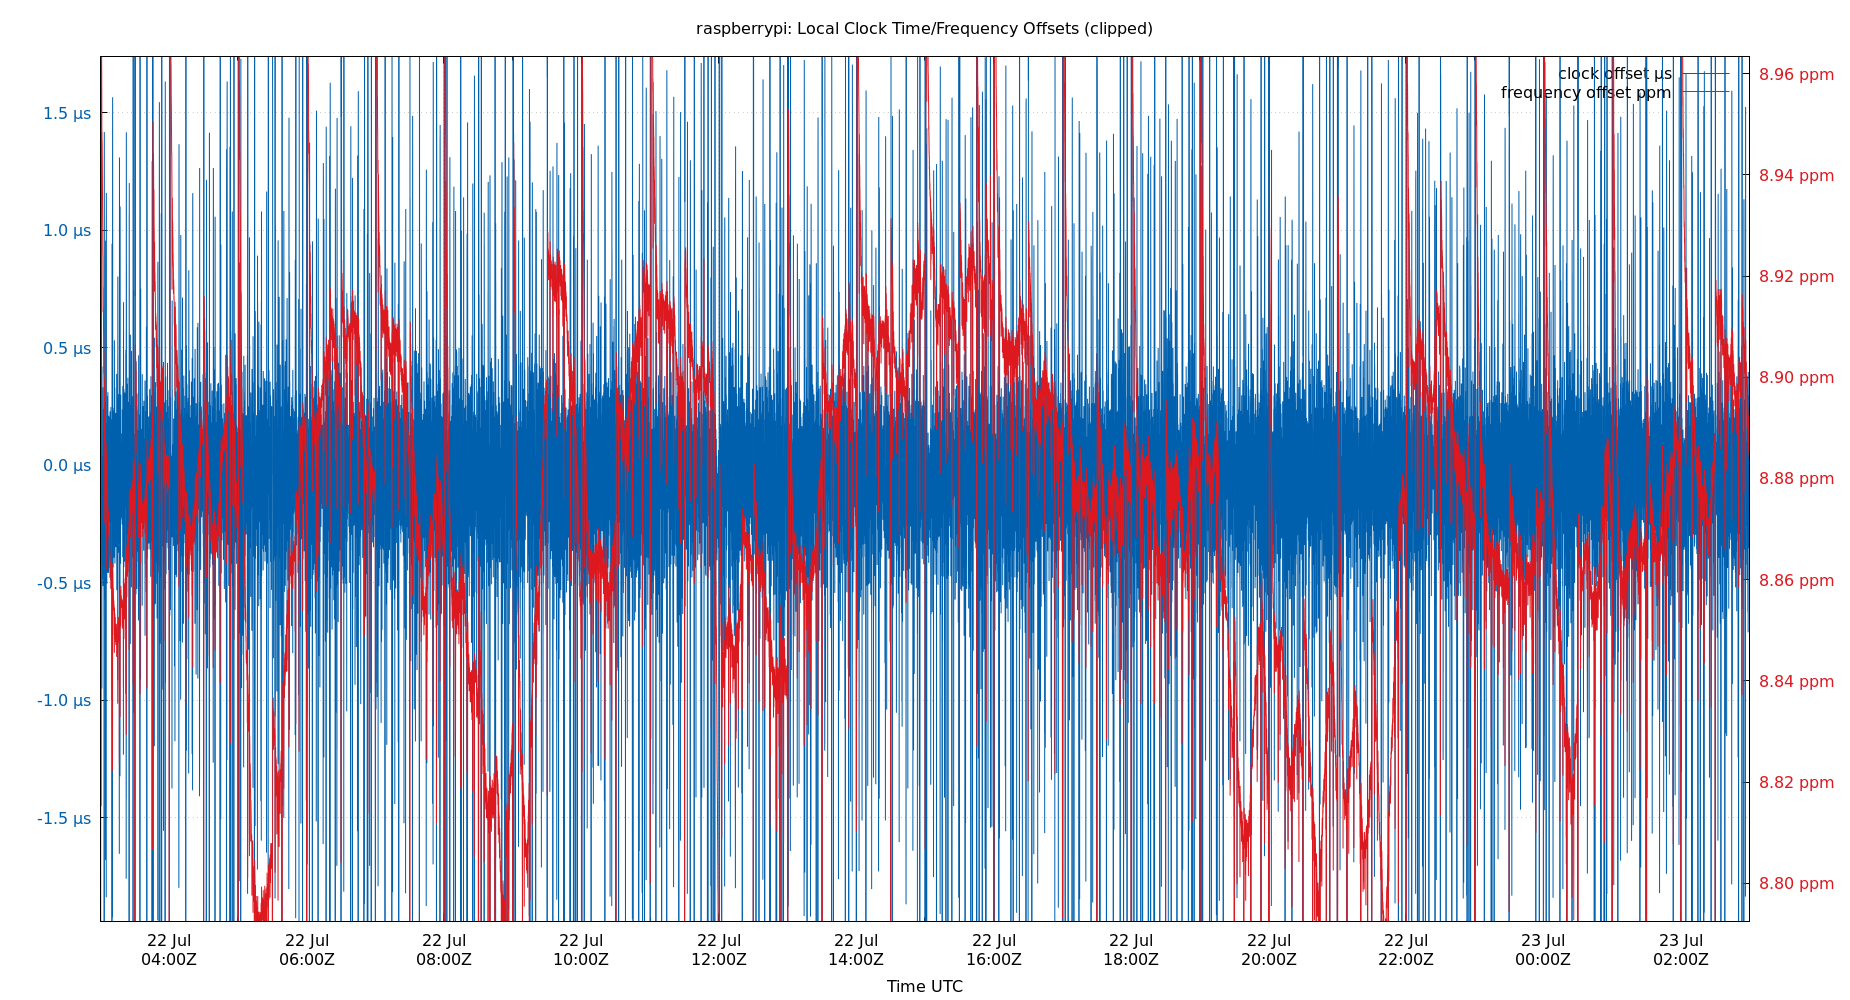 raspberrypi: Local Clock Time/Frequency Offsets (clipped)
clock offset µs
frequency offset ppm
1.5 µs
1.0 µs
0.5 µs
0.0 µs
-0.5 µs
-1.0 µs
-1.5 µs
8.96 ppm
8.94 ppm
8.92 ppm
8.90 ppm
8.88 ppm
8.86 ppm
8.84 ppm
8.82 ppm
8.80 ppm
22 Jul 22 Jul 22 Jul 22 Jul 22 Jul 22 Jul 22 Jul 22 Jul 22 Jul 22 Jul 23 Jul 23 Jul
04:00Z 06:00Z 08:00Z 10:00Z 12:00Z 14:00Z 16:00Z 18:00Z 20:00Z 22:00Z 00:00Z 02:00Z
Time UTC